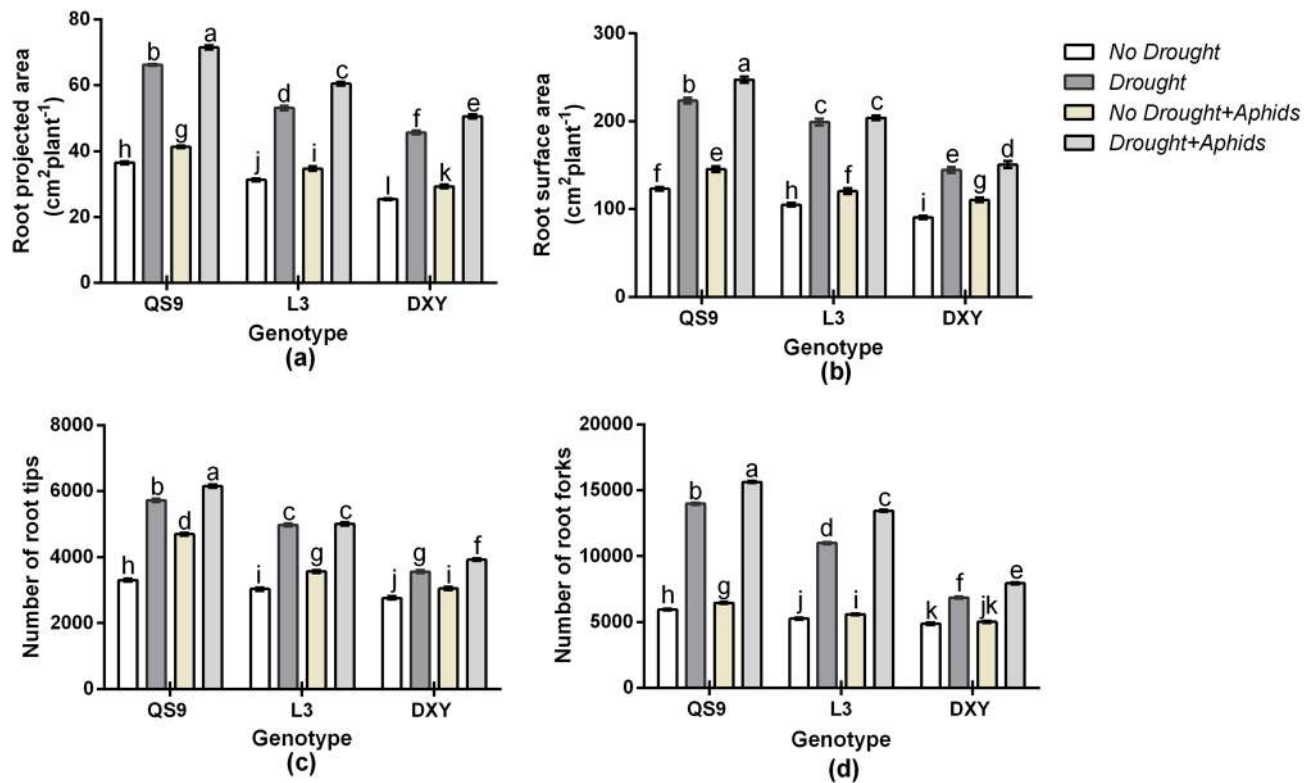 Root projected area
(cm²plant⁻¹)
80
60
40
20
0
h
b
g
a
j
d
i
c
l
f
k
e
QS9
L3
DXY
Genotype
(a)
Root surface area
(cm²plant⁻¹)
300
200
100
0
f
b
e
a
h
c
f
c
i
e
g
d
QS9
L3
DXY
Genotype
(b)
No Drought
Drought
No Drought+Aphids
Drought+Aphids
Number of root tips
8000
6000
4000
2000
0
h
b
d
a
i
c
g
c
j
g
i
f
QS9
L3
DXY
Genotype
(c)
Number of root forks
20000
15000
10000
5000
0
h
b
g
a
j
d
i
c
k
f
jk
e
QS9
L3
DXY
Genotype
(d)